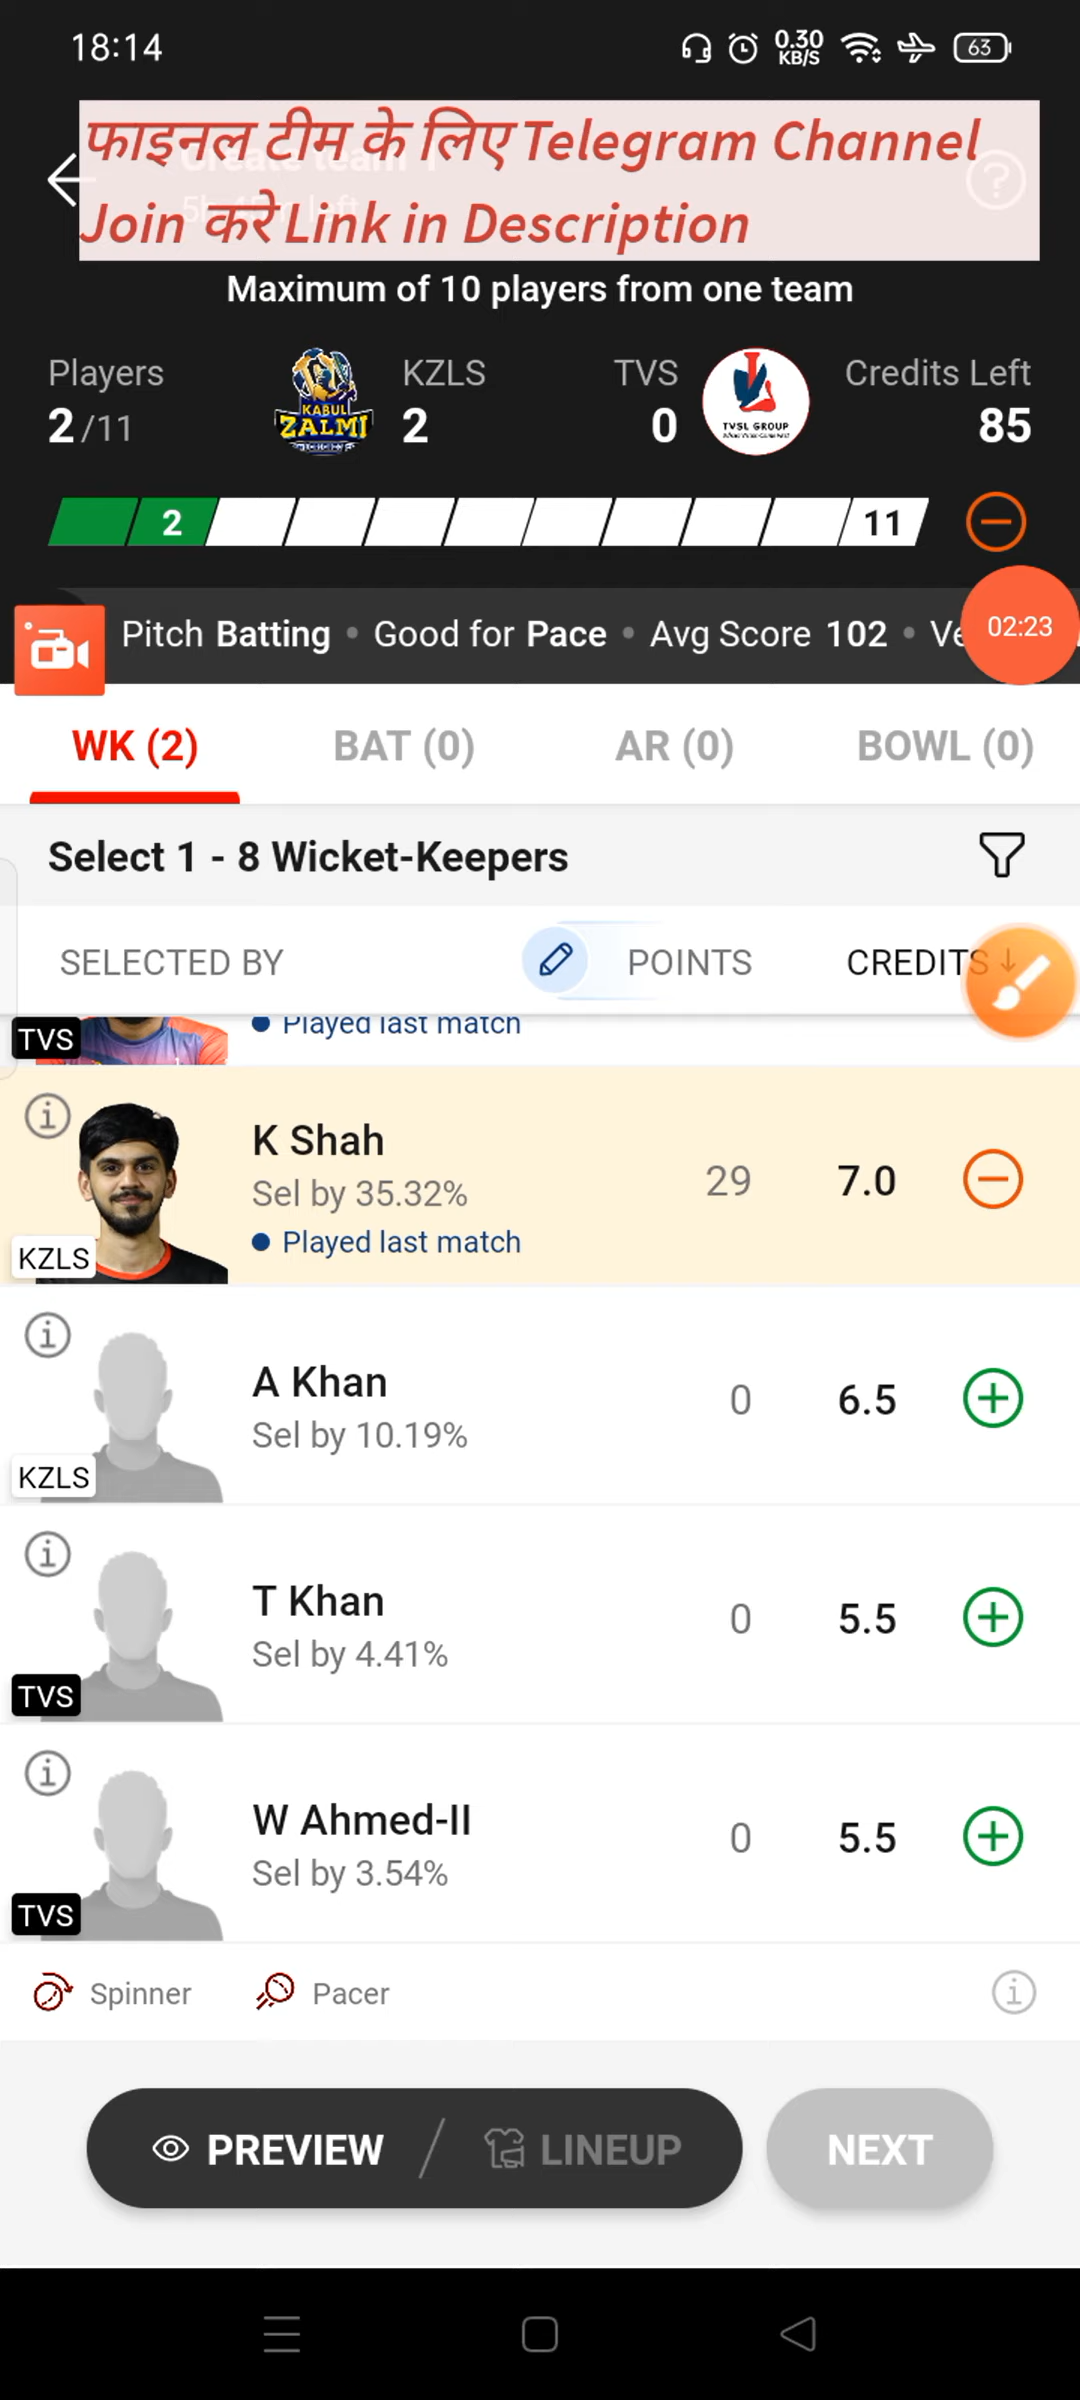 18:14
0.30
KB/S
63
फाइनल टीम के लिए Telegram Channel
Join करे Link in Description
Maximum of 10 players from one team
Players
KZLS
TVS
Credits Left
2/11
KABUL
ZALMI
2
0
TVSL GROUP
85
2
11
Pitch Batting • Good for Pace • Avg Score 102 •
02:23
WK (2)
BAT (0)
AR (0)
BOWL (0)
Select 1 - 8 Wicket-Keepers
SELECTED BY
POINTS
CREDITS ↓
TVS
Played last match
K Shah
Sel by 35.32%
29
7.0
Played last match
KZLS
A Khan
Sel by 10.19%
0
6.5
KZLS
T Khan
Sel by 4.41%
0
5.5
TVS
W Ahmed-II
Sel by 3.54%
0
5.5
TVS
Spinner
Pacer
PREVIEW / LINEUP
NEXT